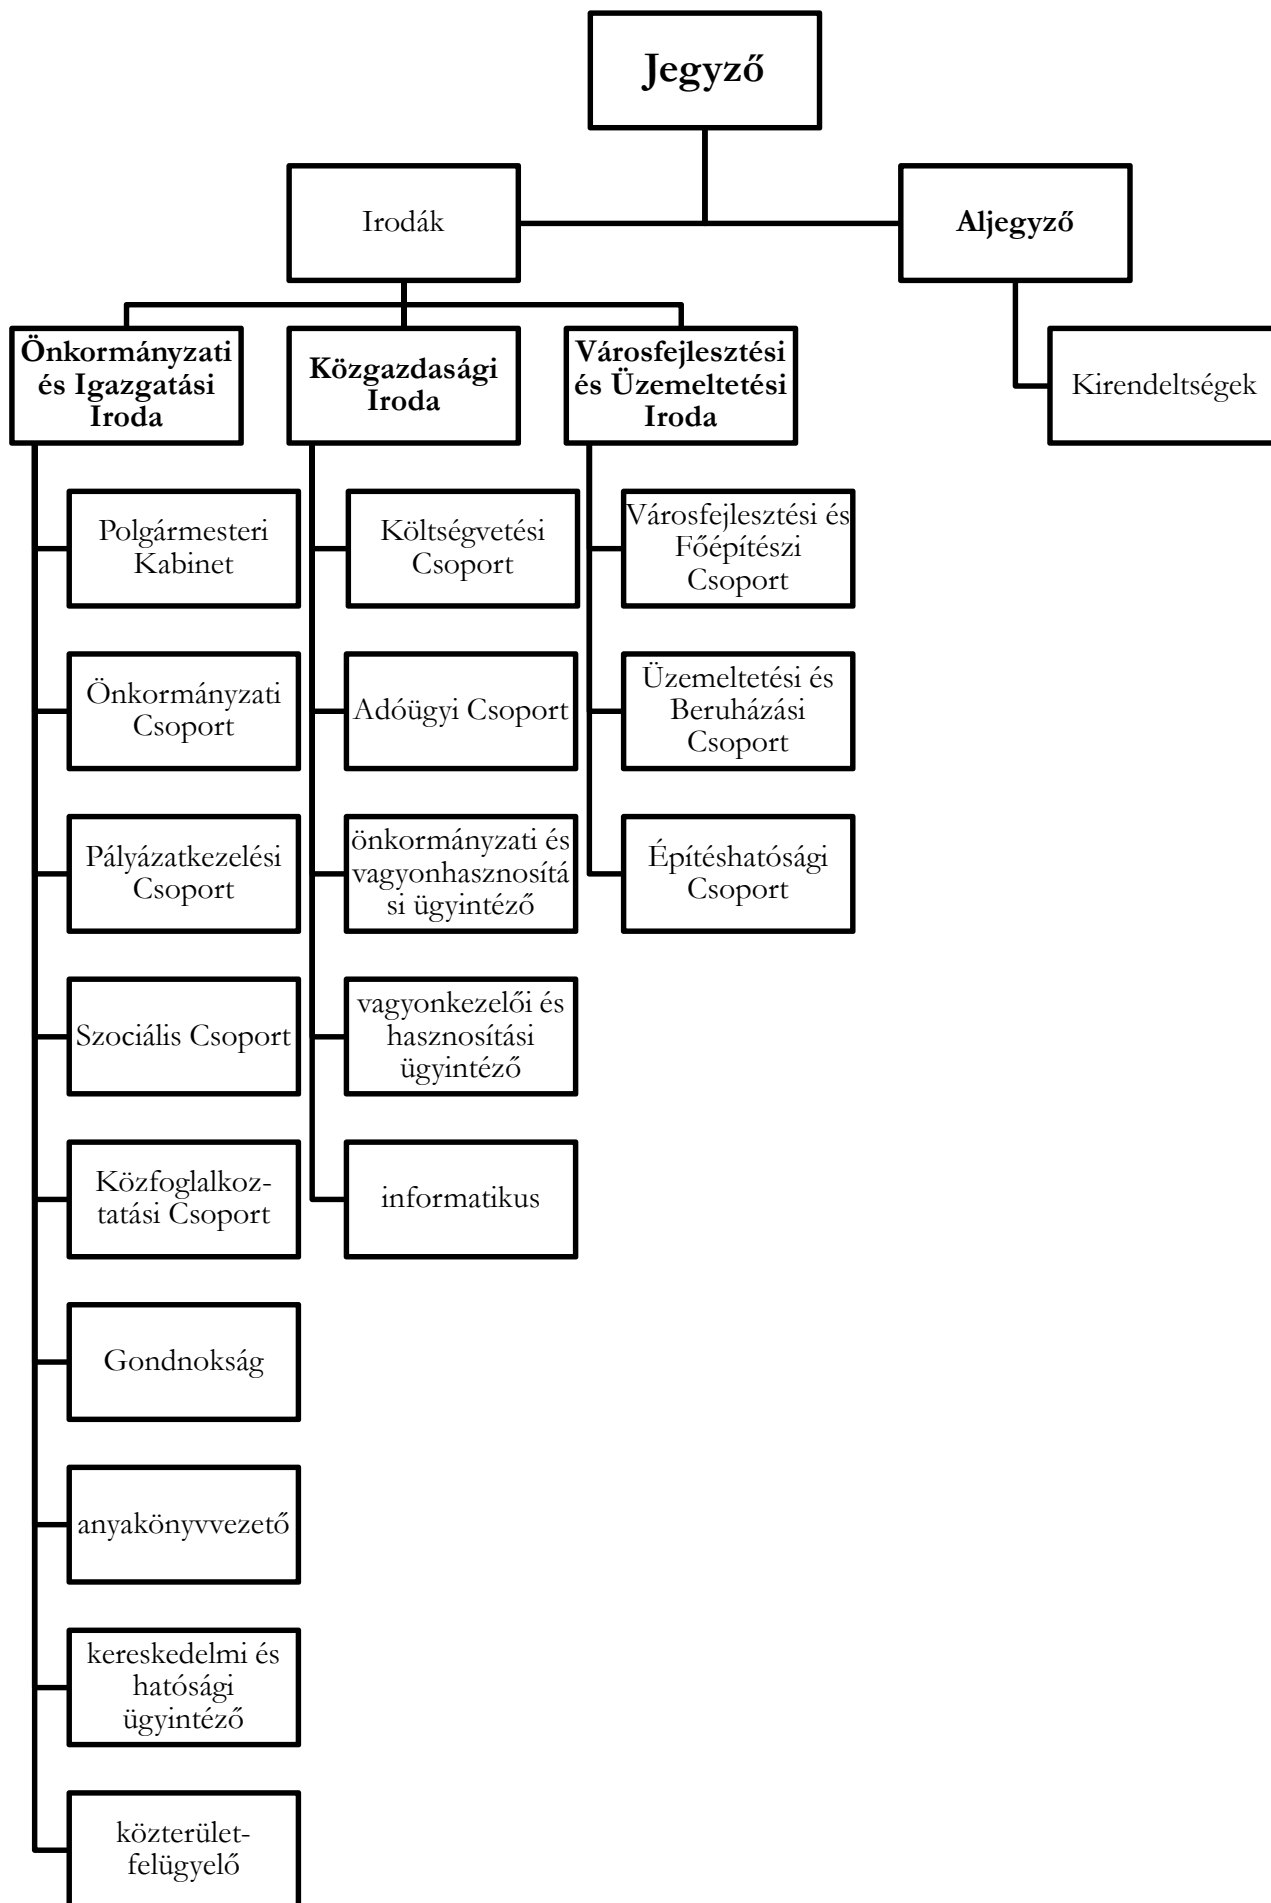 Jegyző
Irodák
Aljegyző
Önkormányzati
és Igazgatási
Iroda
Közgazdasági
Iroda
Városfejlesztési
és Üzemeltetési
Iroda
Kirendeltségek
Polgármesteri
Kabinet
Önkormányzati
Csoport
Pályázatkezelési
Csoport
Szociális Csoport
Közfoglalkoz-
tatási Csoport
Gondnokság
anyakönyvvezető
kereskedelmi és
hatósági
ügyintéző
közterület-
felügyelő
Költségvetési
Csoport
Adóügyi Csoport
önkormányzati és
vagyonhasznosítá
si ügyintéző
vagyonkezelői és
hasznosítási
ügyintéző
informatikus
Városfejlesztési és
Főépítészi
Csoport
Üzemeltetési és
Beruházási
Csoport
Építéshatósági
Csoport